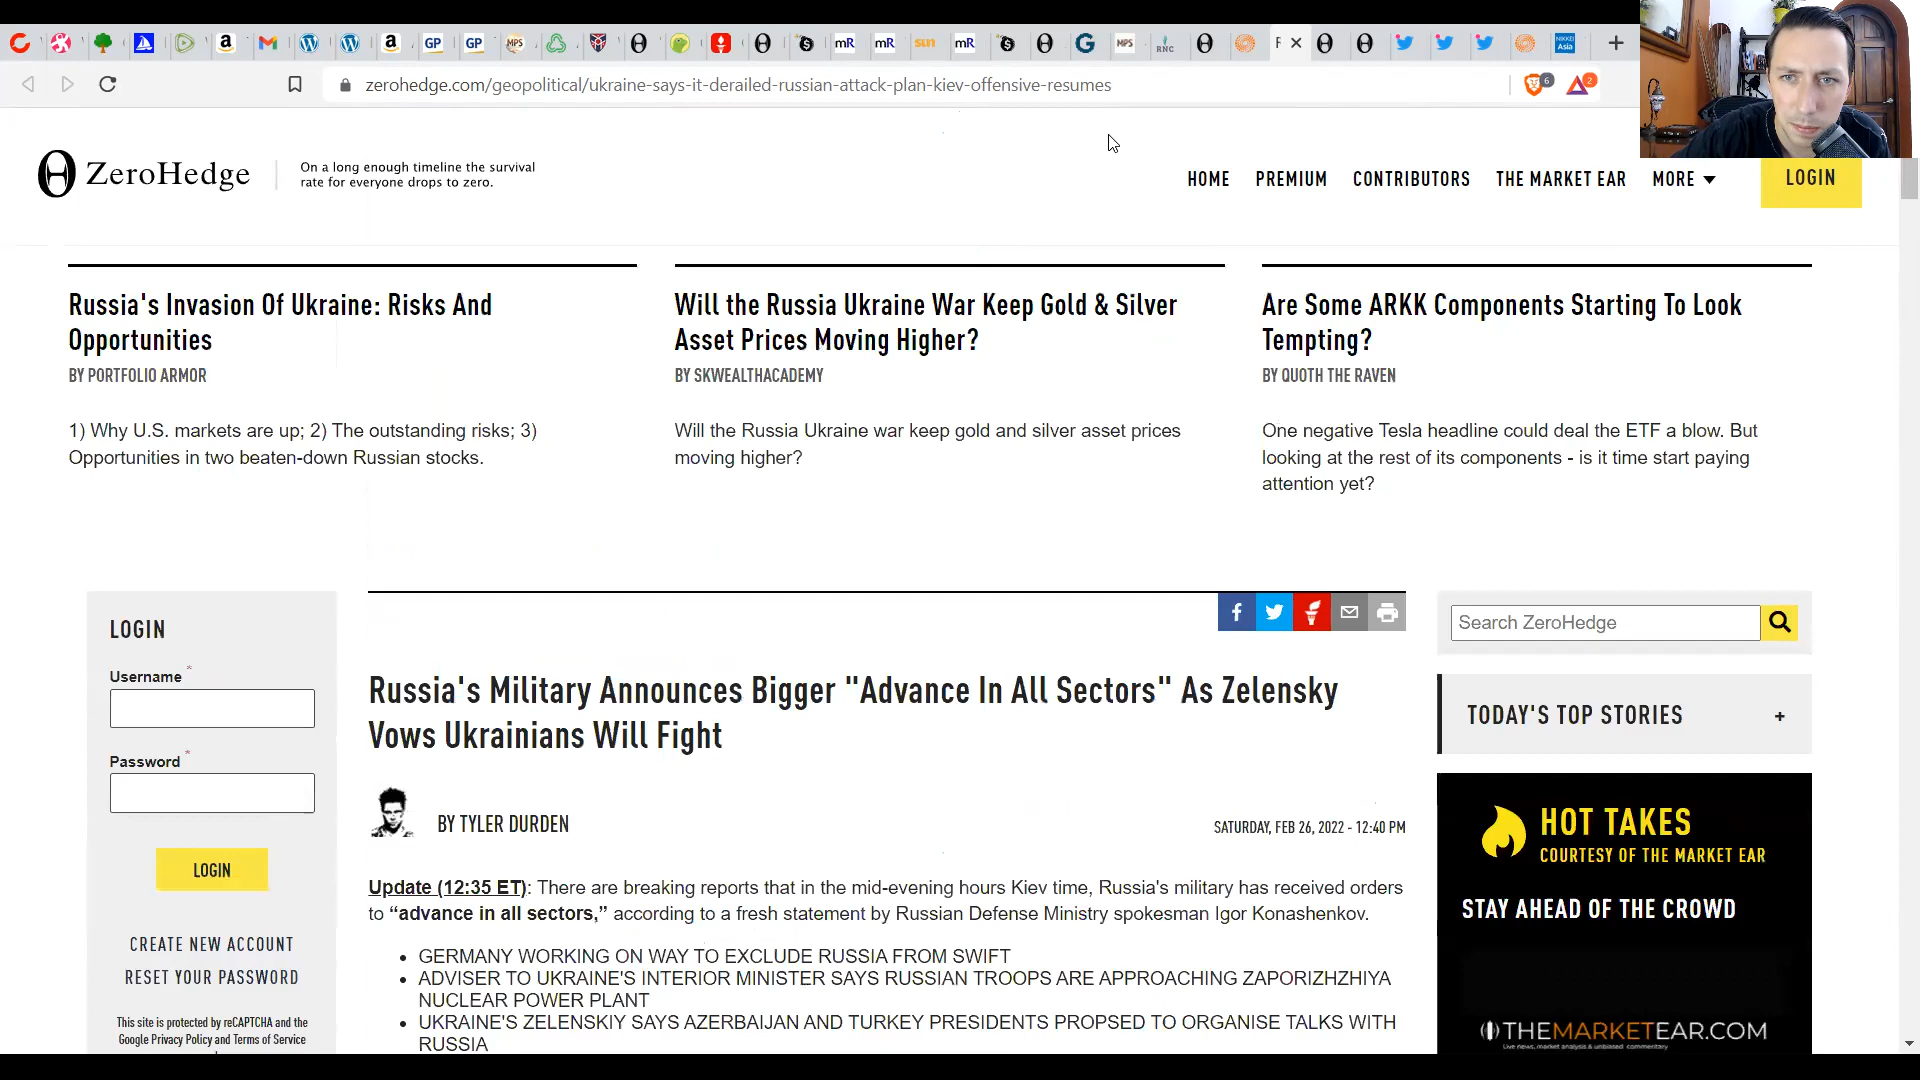 zerohedge.com/geopolitical/ukraine-says-it-derailed-russian-attack-plan-kiev-offensive-resumes
6
2
ZeroHedge
On a long enough timeline the survival
rate for everyone drops to zero.
HOME PREMIUM CONTRIBUTORS THE MARKET EAR MORE
LOGIN
Russia's Invasion Of Ukraine: Risks And
Opportunities
BY PORTFOLIO ARMOR
1) Why U.S. markets are up; 2) The outstanding risks; 3)
Opportunities in two beaten-down Russian stocks.
Will the Russia Ukraine War Keep Gold & Silver
Asset Prices Moving Higher?
BY SKWEALTHACADEMY
Will the Russia Ukraine war keep gold and silver asset prices
moving higher?
Are Some ARKK Components Starting To Look
Tempting?
BY QUOTH THE RAVEN
One negative Tesla headline could deal the ETF a blow. But
looking at the rest of its components - is it time start paying
attention yet?
LOGIN
Username *
Password *
LOGIN
CREATE NEW ACCOUNT
RESET YOUR PASSWORD
This site is protected by reCAPTCHA and the
Google Privacy Policy and Terms of Service
Russia's Military Announces Bigger "Advance In All Sectors" As Zelensky
Vows Ukrainians Will Fight
BY TYLER DURDEN
SATURDAY, FEB 26, 2022 - 12:40 PM
Update (12:35 ET): There are breaking reports that in the mid-evening hours Kiev time, Russia's military has received orders
to “advance in all sectors,” according to a fresh statement by Russian Defense Ministry spokesman Igor Konashenkov.
• GERMANY WORKING ON WAY TO EXCLUDE RUSSIA FROM SWIFT
• ADVISER TO UKRAINE'S INTERIOR MINISTER SAYS RUSSIAN TROOPS ARE APPROACHING ZAPORIZHZHIYA
NUCLEAR POWER PLANT
• UKRAINE'S ZELENSKIY SAYS AZERBAIJAN AND TURKEY PRESIDENTS PROPSED TO ORGANISE TALKS WITH
RUSSIA
Search ZeroHedge
TODAY'S TOP STORIES +
HOT TAKES
COURTESY OF THE MARKET EAR
STAY AHEAD OF THE CROWD
THEMARKETEAR.COM
Live news, market analysis & unbiased commentary